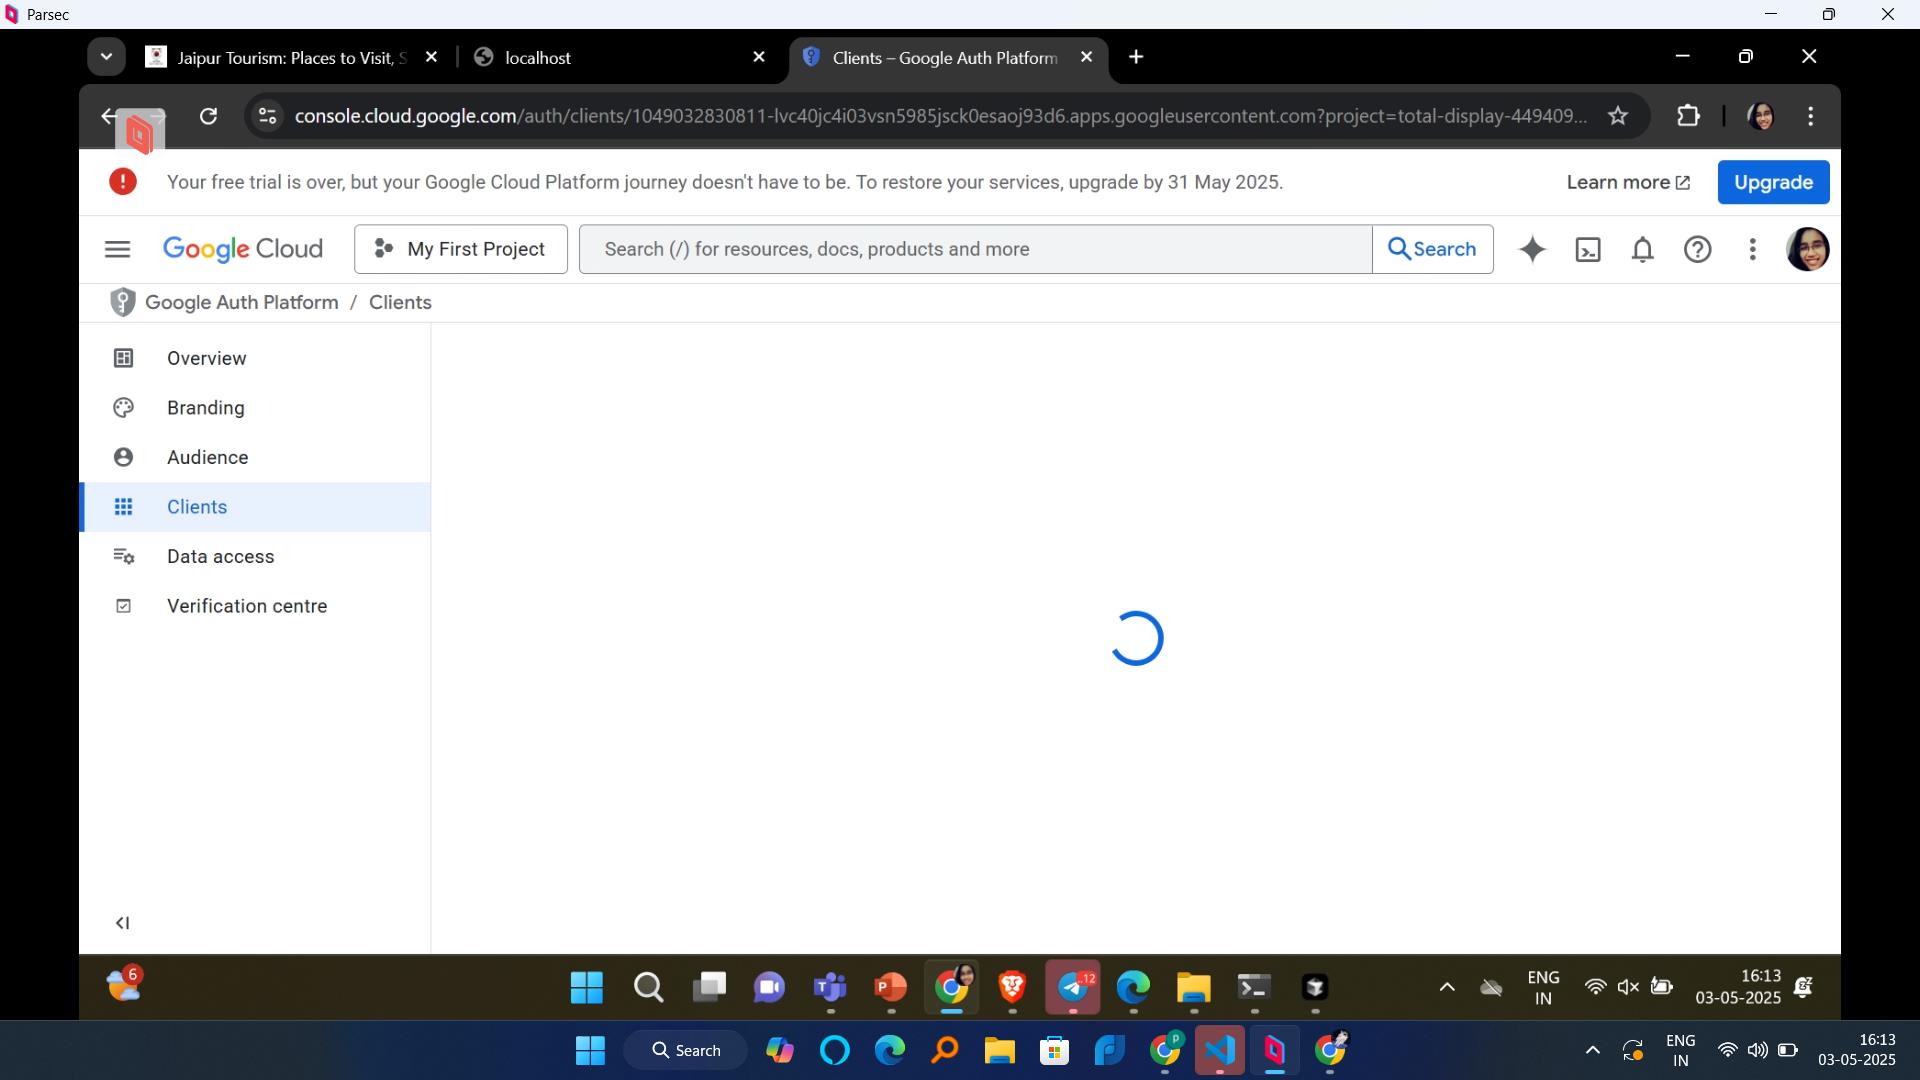 Parsec
Jaipur Tourism: Places to Visit, S
localhost
Clients – Google Auth Platform
console.cloud.google.com/auth/clients/1049032830811-lvc40jc4i03vsn5985jsck0esaoj93d6.apps.googleusercontent.com?project=total-display-449409...
Your free trial is over, but your Google Cloud Platform journey doesn't have to be. To restore your services, upgrade by 31 May 2025.
Learn more
Upgrade
Google Cloud
My First Project
Search (/) for resources, docs, products and more
Search
Google Auth Platform / Clients
Overview
Branding
Audience
Clients
Data access
Verification centre
6
12
ENG
IN
16:13
03-05-2025
Search
P
ENG
IN
16:13
03-05-2025